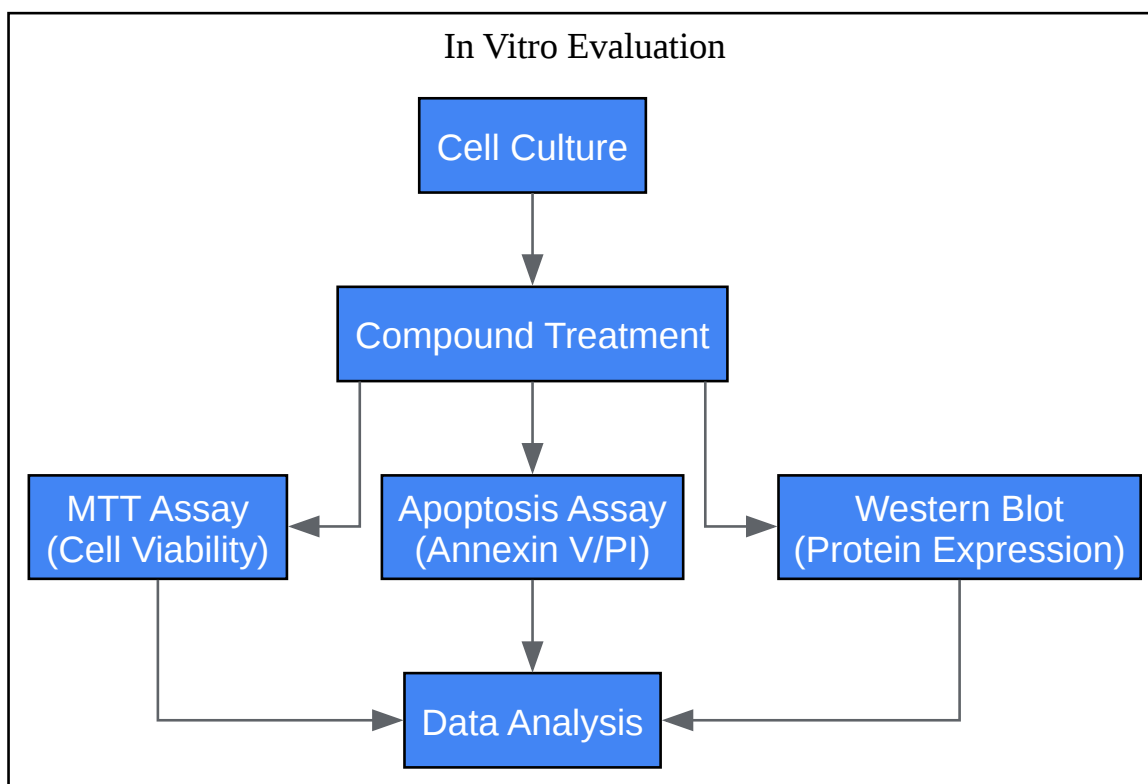 In Vitro Evaluation
Cell Culture
Compound Treatment
MTT Assay
(Cell Viability)
Apoptosis Assay
(Annexin V/PI)
Western Blot
(Protein Expression)
Data Analysis